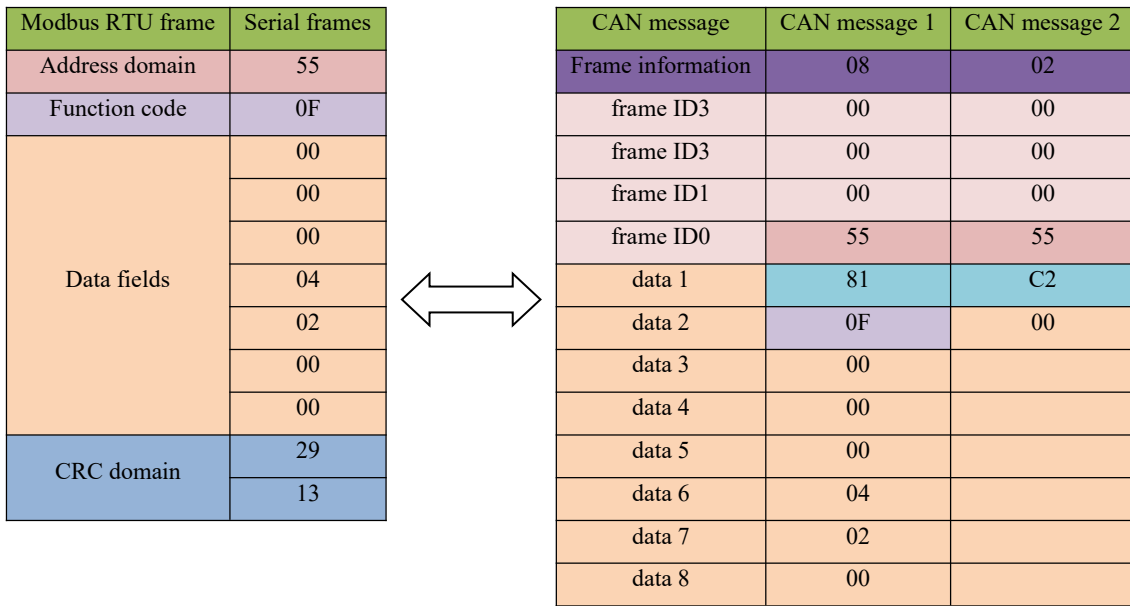 Modbus RTU frame Serial frames
Address domain 55
Function code 0F
Data fields 00
00
00
04
02
00
00
CRC domain 29
13
CAN message CAN message 1 CAN message 2
Frame information 08 02
frame ID3 00 00
frame ID3 00 00
frame ID1 00 00
frame ID0 55 55
data 1 81 C2
data 2 0F 00
data 3 00
data 4 00
data 5 00
data 6 04
data 7 02
data 8 00